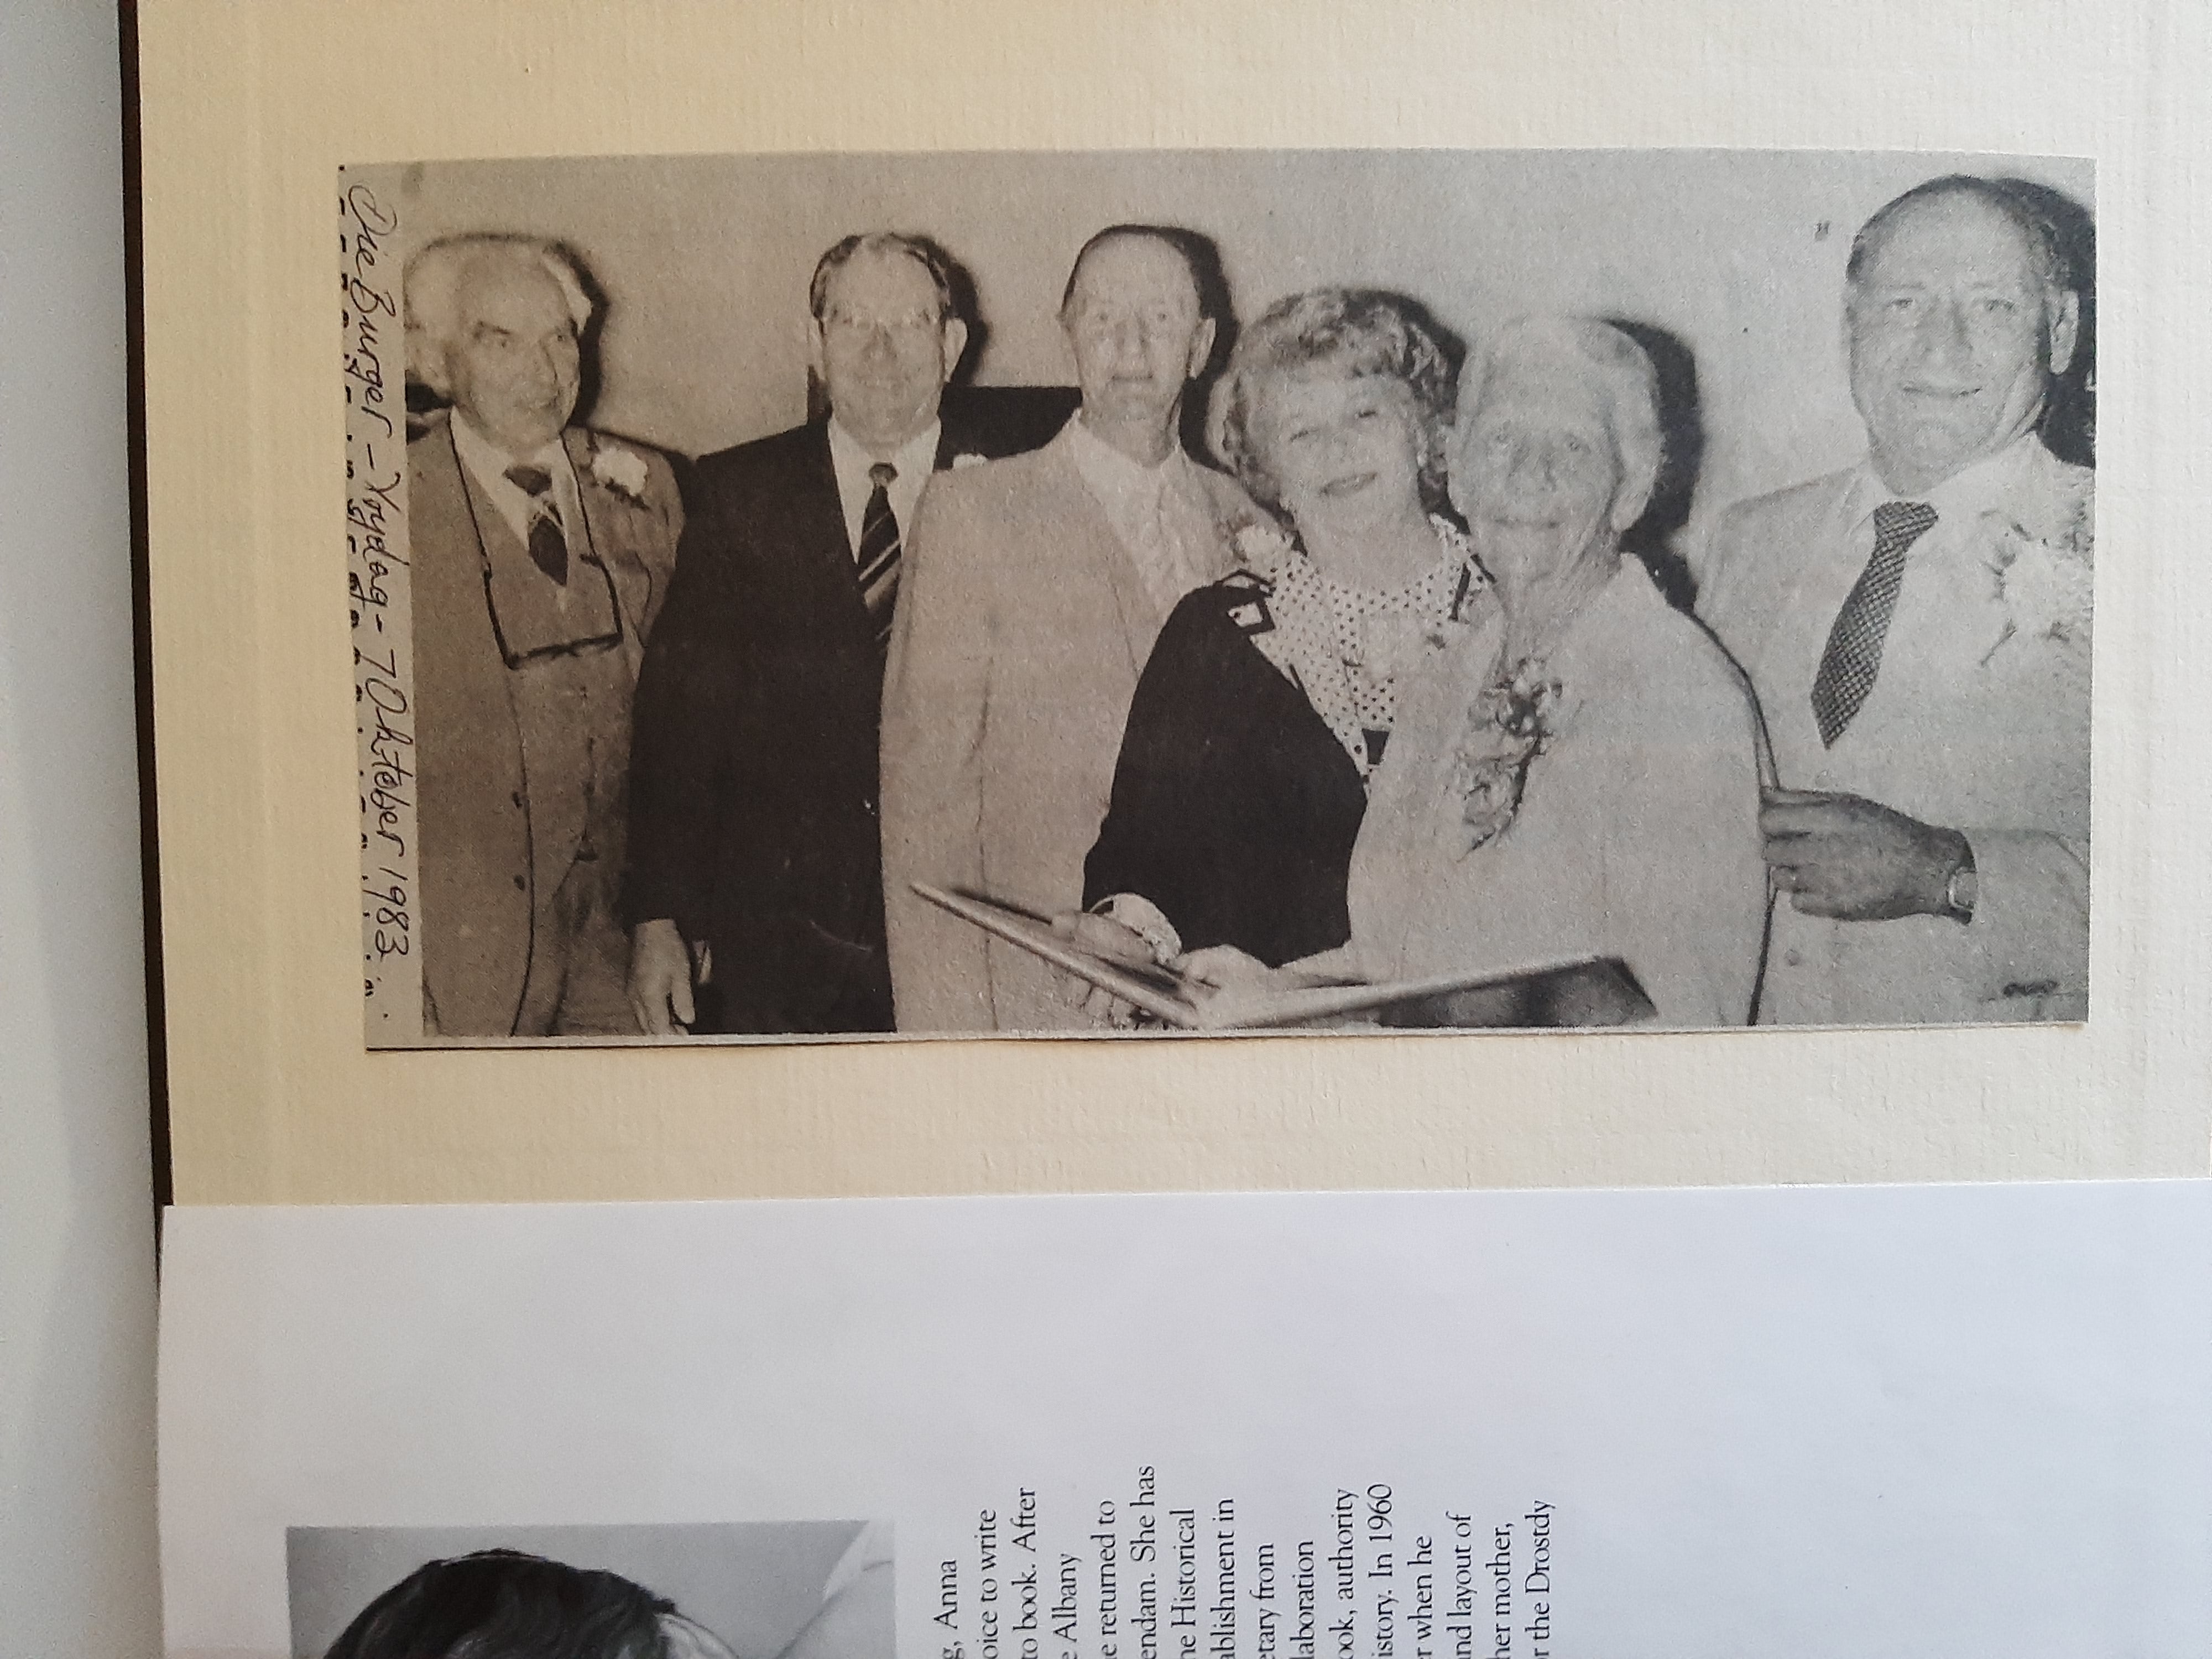 Die Burger – Vrydag – 7 Oktober 1983
g, Anna
oice to write
to book. After
e Albany
he returned to
endam. She has
he Historical
ablishment in
etary from
laboration
ook, authority
istory. In 1960
r when he
nd layout of
her mother,
or the Drostdy